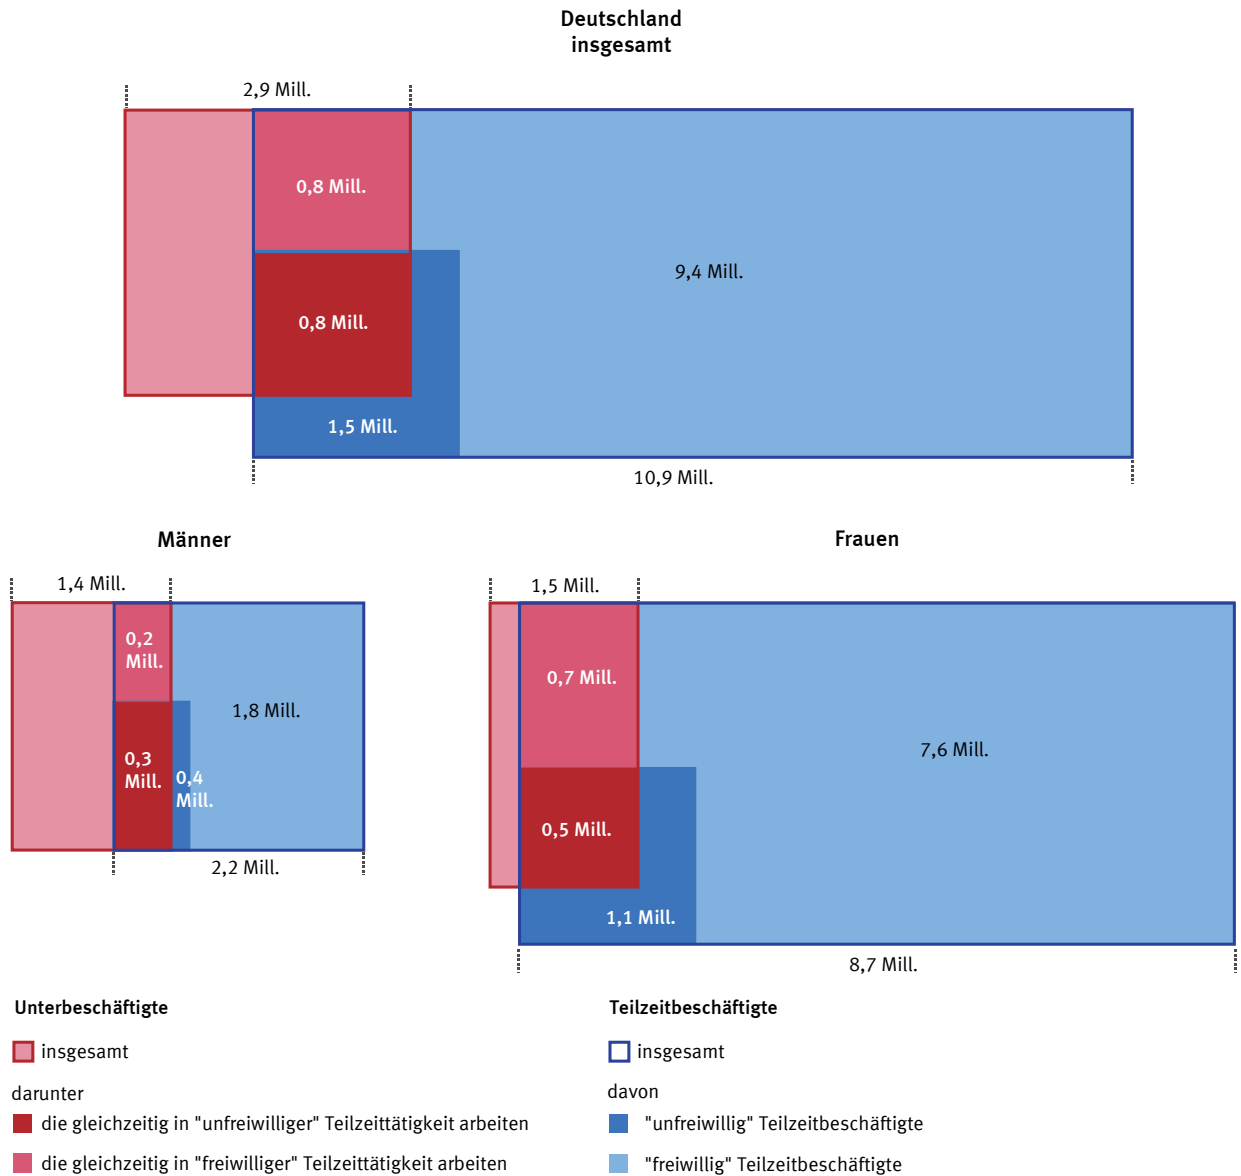 Deutschland
insgesamt
2,9 Mill.
0,8 Mill.
9,4 Mill.
0,8 Mill.
1,5 Mill.
10,9 Mill.
Männer
1,4 Mill.
0,2
Mill.
1,8 Mill.
0,3
Mill.
0,4
Mill.
2,2 Mill.
Frauen
1,5 Mill.
0,7 Mill.
7,6 Mill.
0,5 Mill.
1,1 Mill.
8,7 Mill.
Unterbeschäftigte
insgesamt
darunter
die gleichzeitig in "unfreiwilliger" Teilzeittätigkeit arbeiten
die gleichzeitig in "freiwilliger" Teilzeittätigkeit arbeiten
Teilzeitbeschäftigte
insgesamt
davon
"unfreiwillig" Teilzeitbeschäftigte
"freiwillig" Teilzeitbeschäftigte